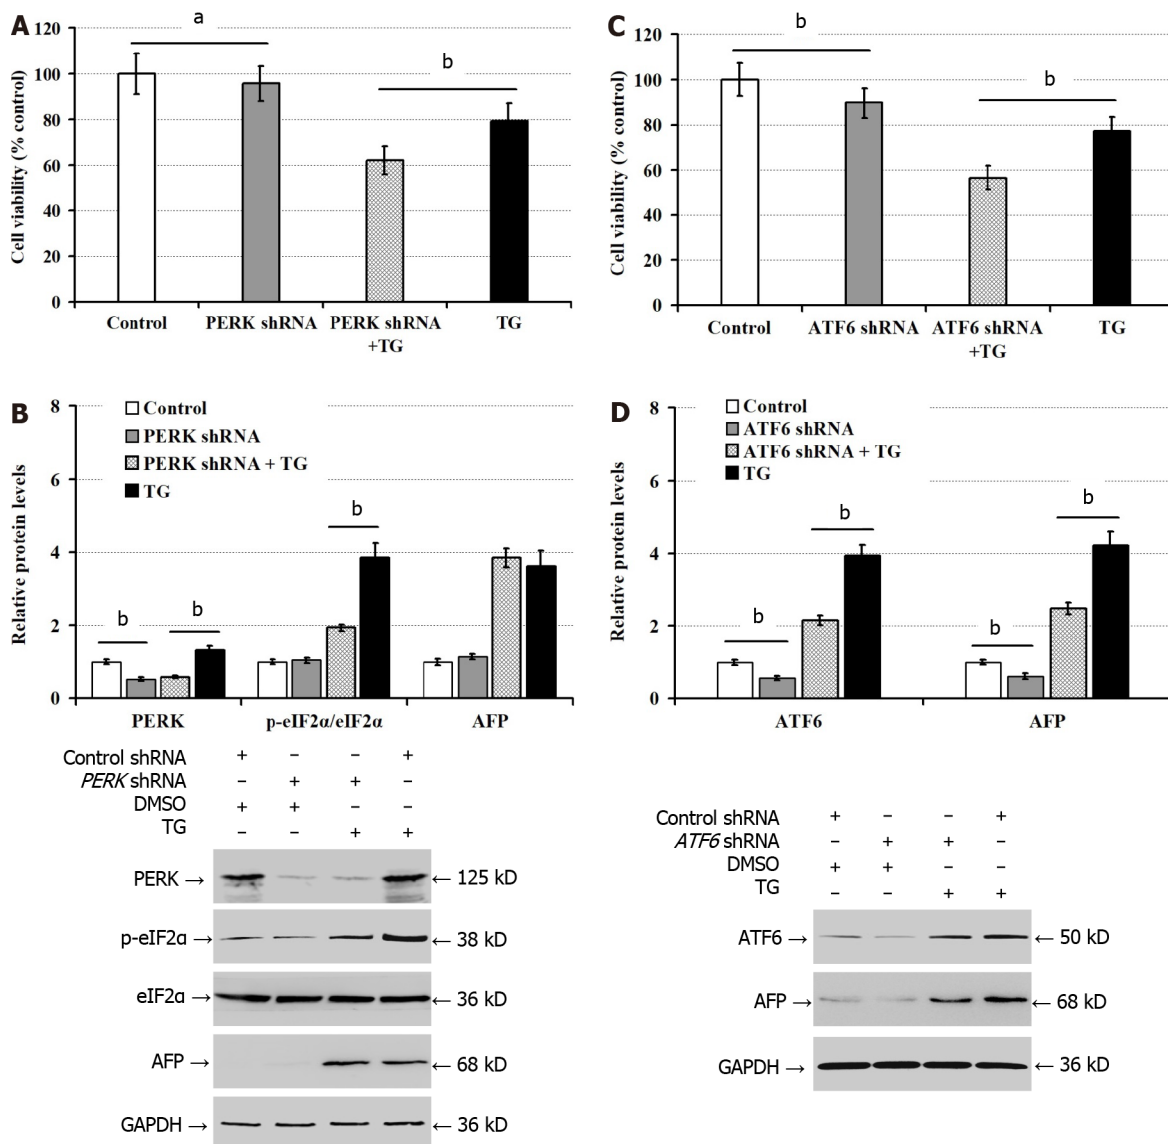 A
a
b
Cell viability (% control)
120
100
80
60
40
20
0
Control
PERK shRNA
PERK shRNA
+TG
TG
C
b
b
Cell viability (% control)
120
100
80
60
40
20
0
Control
ATF6 shRNA
ATF6 shRNA
+TG
TG
B
Relative protein levels
8
6
4
2
0
Control
PERK shRNA
PERK shRNA + TG
TG
b
b
b
PERK
p-eIF2α/eIF2α
AFP
Control shRNA + – – +
PERK shRNA – + + –
DMSO + + – –
TG – – + +
PERK → ← 125 kD
p-eIF2α → ← 38 kD
eIF2α → ← 36 kD
AFP → ← 68 kD
GAPDH → ← 36 kD
D
Relative protein levels
8
6
4
2
0
Control
ATF6 shRNA
ATF6 shRNA + TG
TG
b
b
b
b
ATF6
AFP
Control shRNA + – – +
ATF6 shRNA – + + –
DMSO + + – –
TG – – + +
ATF6 → ← 50 kD
AFP → ← 68 kD
GAPDH → ← 36 kD